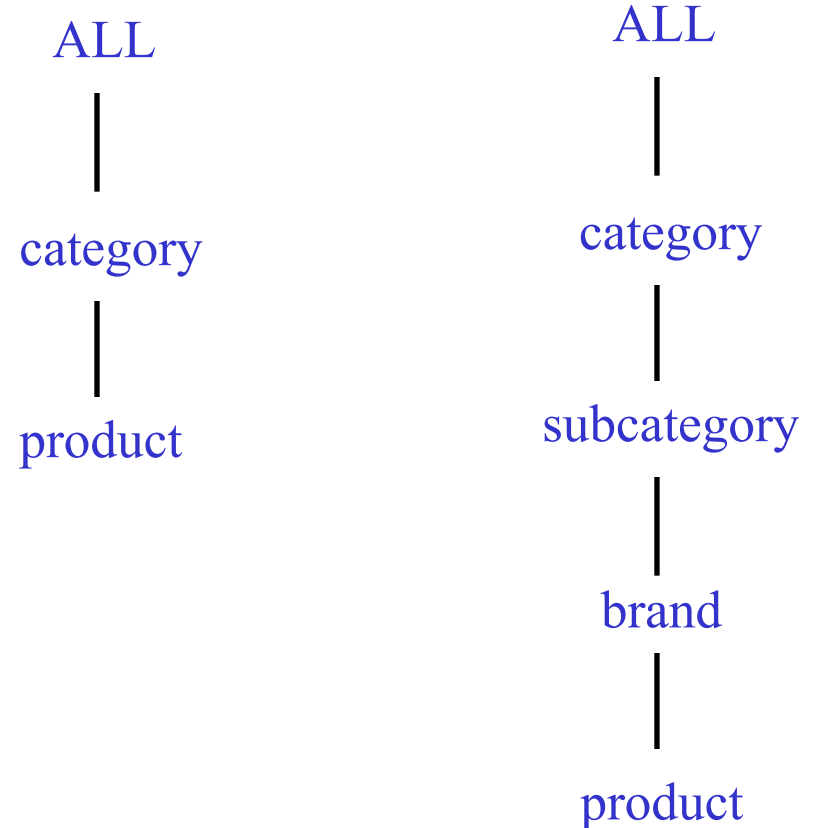 ALL
category
product
ALL
category
subcategory
brand
product